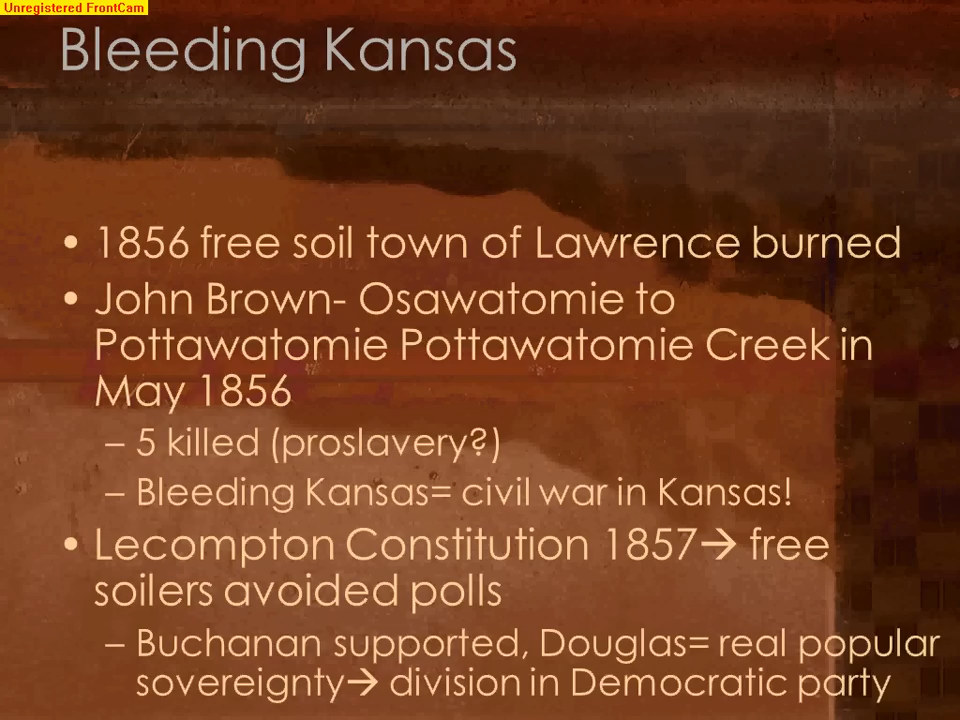 Unregistered FrontCam
Bleeding Kansas
• 1856 free soil town of Lawrence burned
• John Brown- Osawatomie to
Pottawatomie Pottawatomie Creek in
May 1856
– 5 killed (proslavery?)
– Bleeding Kansas= civil war in Kansas!
• Lecompton Constitution 1857→ free
soilers avoided polls
– Buchanan supported, Douglas= real popular
sovereignty→ division in Democratic party